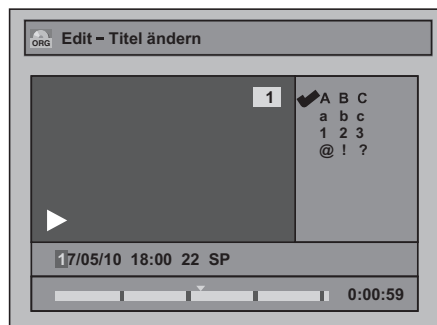 ORG Edit – Titel ändern
1
A B C
a b c
1 2 3
@ ! ?
17/05/10 18:00 22 SP
0:00:59